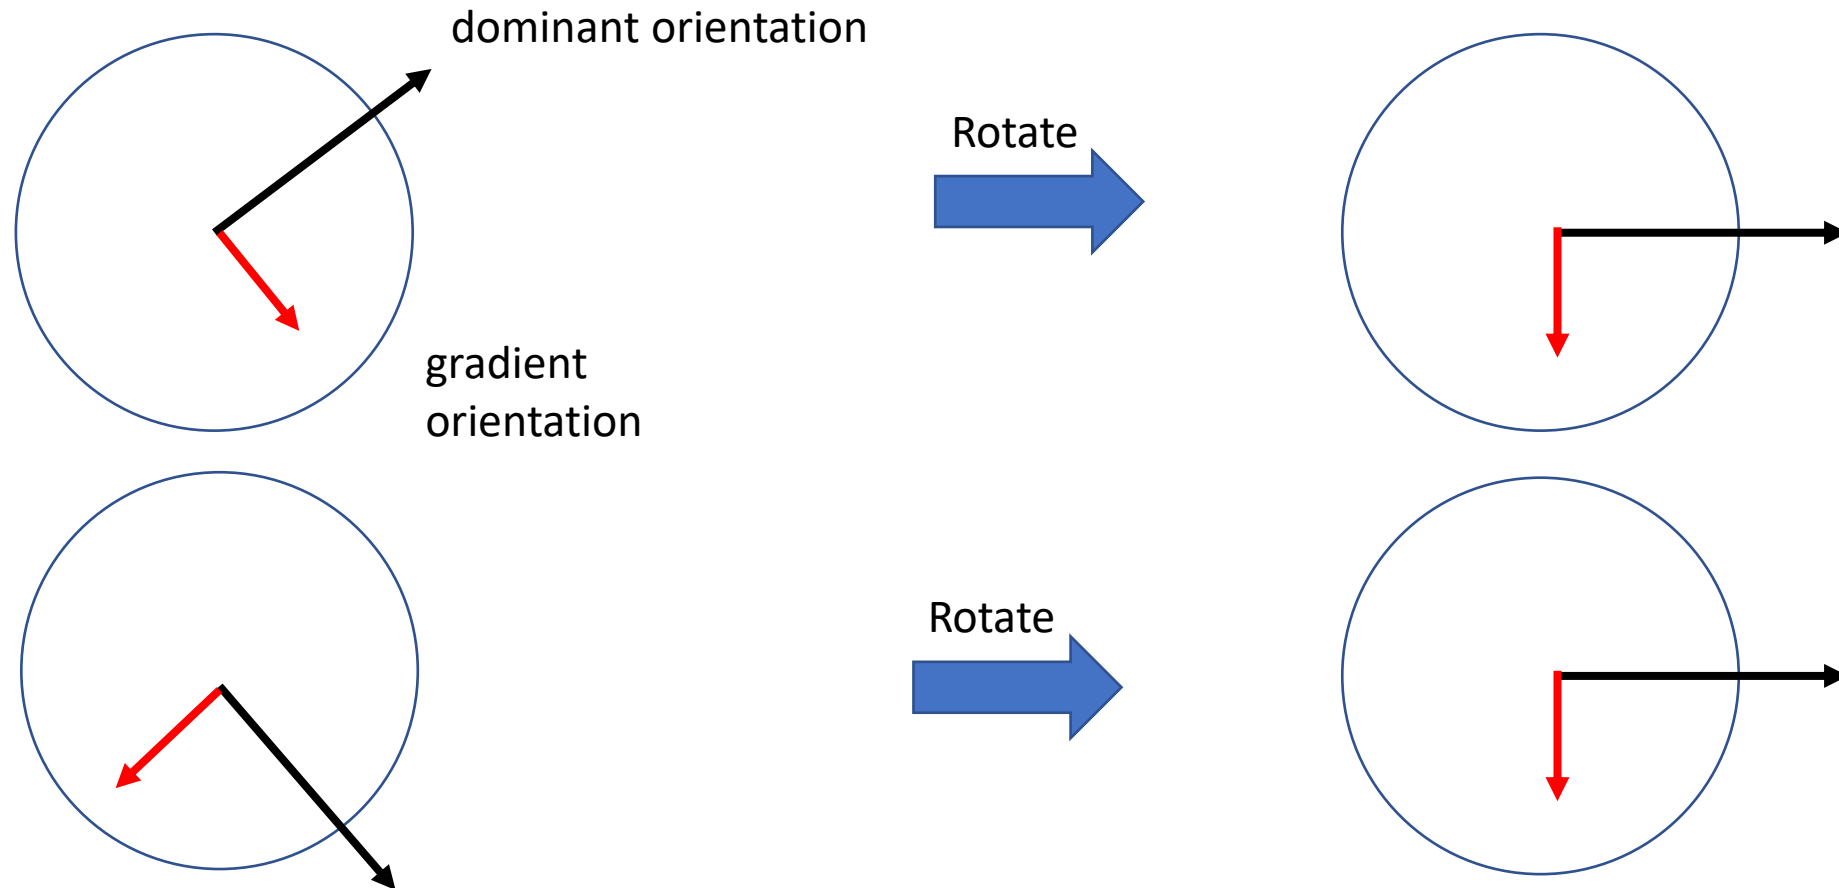 dominant orientation
Rotate
gradient
orientation
Rotate